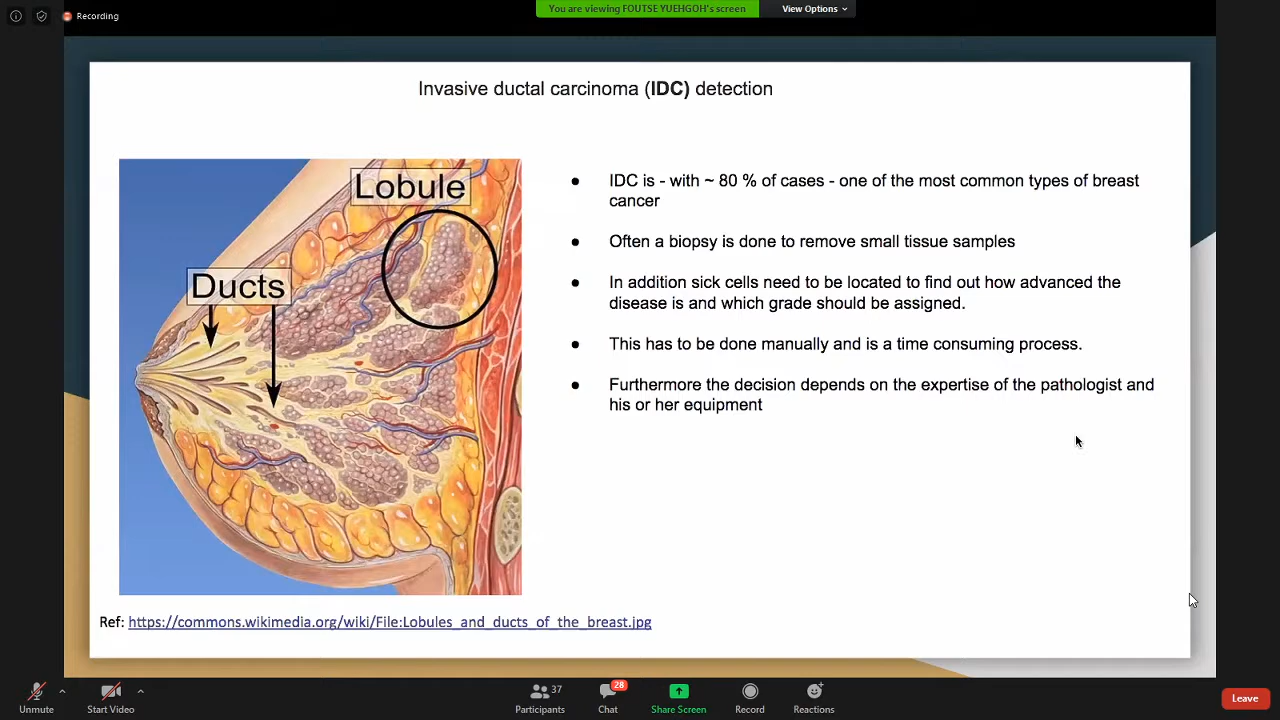 Recording
You are viewing FOUTSE YUEHGOH's screen
View Options
Invasive ductal carcinoma (IDC) detection
Lobule
Ducts
● IDC is - with ~ 80 % of cases - one of the most common types of breast
cancer
● Often a biopsy is done to remove small tissue samples
● In addition sick cells need to be located to find out how advanced the
disease is and which grade should be assigned.
● This has to be done manually and is a time consuming process.
● Furthermore the decision depends on the expertise of the pathologist and
his or her equipment
Ref: https://commons.wikimedia.org/wiki/File:Lobules_and_ducts_of_the_breast.jpg
Unmute
Start Video
37
Participants
28
Chat
Share Screen
Record
Reactions
Leave